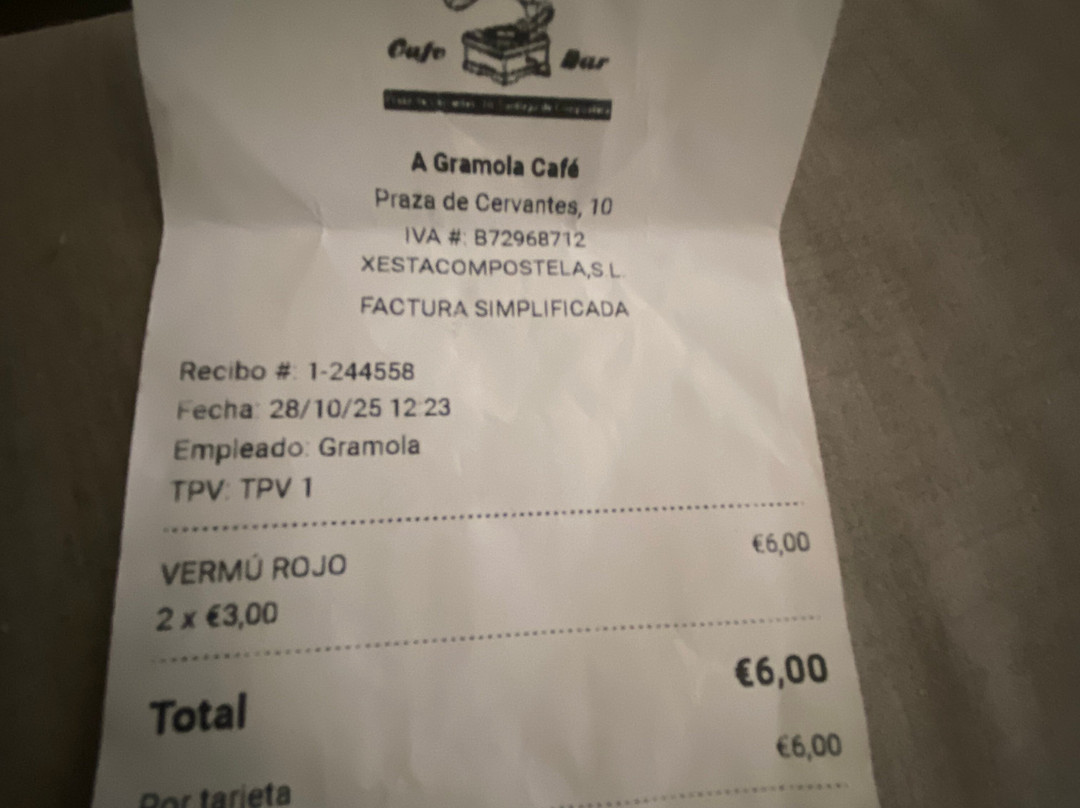 Cafe Bar
A Gramola Café
Praza de Cervantes, 10
IVA #: B72968712
XESTACOMPOSTELA,S.L.
FACTURA SIMPLIFICADA
Recibo #: 1-244558
Fecha: 28/10/25 12:23
Empleado: Gramola
TPV: TPV 1
VERMÚ ROJO €6,00
2 x €3,00
Total €6,00
Por tarjeta €6,00